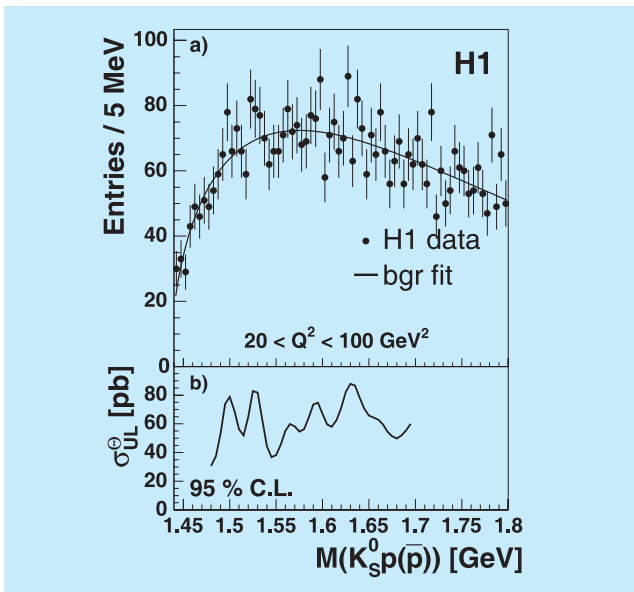 a)
H1
Entries / 5 MeV
100
80
60
40
20
0
H1 data
bgr fit
20 < Q² < 100 GeV²
b)
σ^Θ_UL [pb]
80
60
40
20
0
95 % C.L.
1.45 1.5 1.55 1.6 1.65 1.7 1.75 1.8
M(K⁰_S p(p̅)) [GeV]